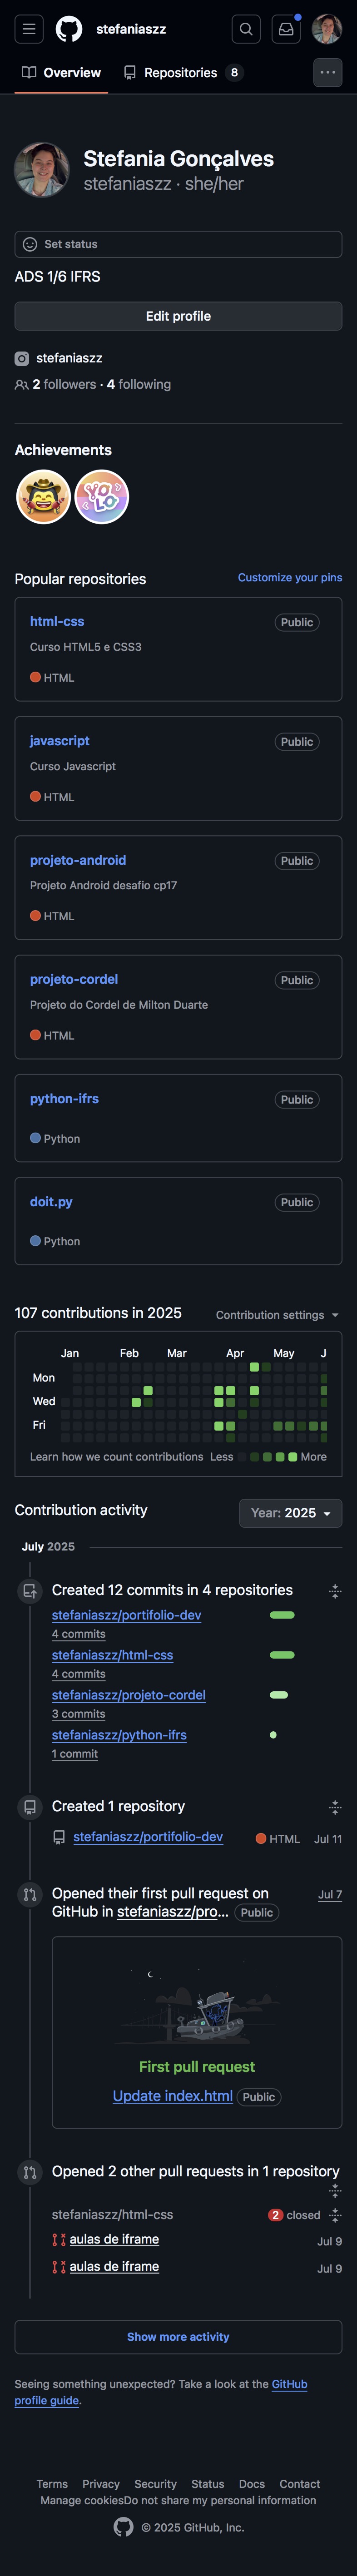 stefaniaszz
Overview
Repositories 8
Stefania Gonçalves
stefaniaszz · she/her
Set status
ADS 1/6 IFRS
Edit profile
stefaniaszz
2 followers · 4 following
Achievements
YOLO
Popular repositories
Customize your pins
html-css
Public
Curso HTML5 e CSS3
HTML
javascript
Public
Curso Javascript
HTML
projeto-android
Public
Projeto Android desafio cp17
HTML
projeto-cordel
Public
Projeto do Cordel de Milton Duarte
HTML
python-ifrs
Public
Python
doit.py
Public
Python
107 contributions in 2025
Contribution settings
Jan Feb Mar Apr May J
Mon
Wed
Fri
Learn how we count contributions
Less More
Contribution activity
Year: 2025
July 2025
Created 12 commits in 4 repositories
stefaniaszz/portifolio-dev
4 commits
stefaniaszz/html-css
4 commits
stefaniaszz/projeto-cordel
3 commits
stefaniaszz/python-ifrs
1 commit
Created 1 repository
stefaniaszz/portifolio-dev
HTML
Jul 11
Opened their first pull request on
GitHub in stefaniaszz/pro... Public
Jul 7
First pull request
Update index.html Public
Opened 2 other pull requests in 1 repository
stefaniaszz/html-css
2 closed
aulas de iframe
Jul 9
aulas de iframe
Jul 9
Show more activity
Seeing something unexpected? Take a look at the GitHub
profile guide.
Terms Privacy Security Status Docs Contact
Manage cookiesDo not share my personal information
© 2025 GitHub, Inc.